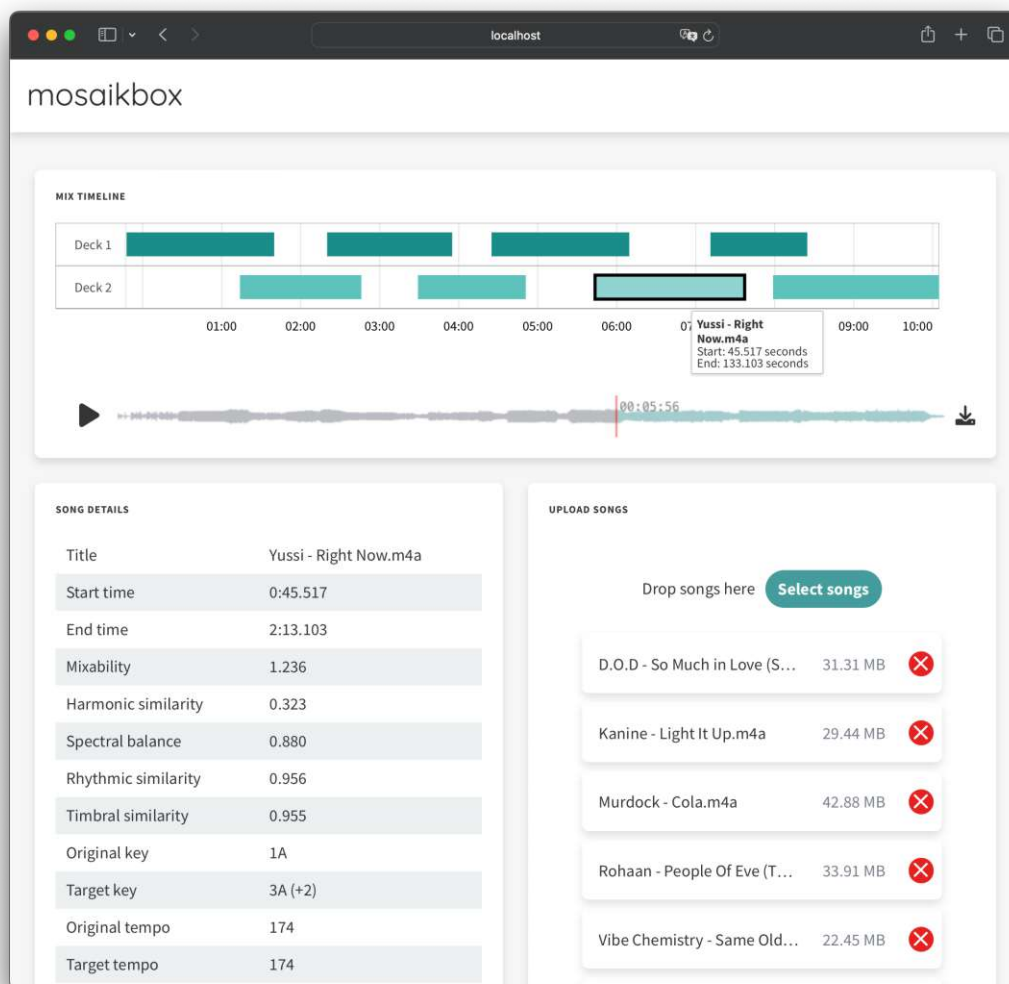 localhost
mosaikbox
MIX TIMELINE
Deck 1
Deck 2
01:00 02:00 03:00 04:00 05:00 06:00 09:00 10:00
Yussi - Right
Now.m4a
Start: 45.517 seconds
End: 133.103 seconds
00:05:56
SONG DETAILS
Title Yussi - Right Now.m4a
Start time 0:45.517
End time 2:13.103
Mixability 1.236
Harmonic similarity 0.323
Spectral balance 0.880
Rhythmic similarity 0.956
Timbral similarity 0.955
Original key 1A
Target key 3A (+2)
Original tempo 174
Target tempo 174
UPLOAD SONGS
Drop songs here Select songs
D.O.D - So Much in Love (S... 31.31 MB
Kanine - Light It Up.m4a 29.44 MB
Murdock - Cola.m4a 42.88 MB
Rohaan - People Of Eve (T... 33.91 MB
Vibe Chemistry - Same Old... 22.45 MB